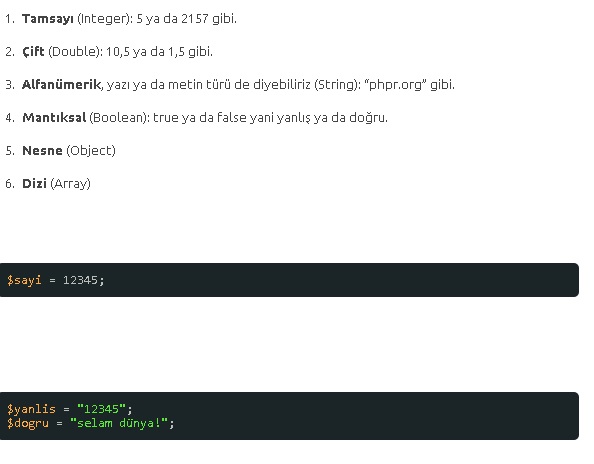 1. Tamsayı (Integer): 5 ya da 2157 gibi.
2. Çift (Double): 10,5 ya da 1,5 gibi.
3. Alfanümerik, yazı ya da metin türü de diyebiliriz (String): “phpr.org” gibi.
4. Mantıksal (Boolean): true ya da false yani yanlış ya da doğru.
5. Nesne (Object)
6. Dizi (Array)
$sayi = 12345;
$yanlis = "12345";
$dogru = "selam dünya!";